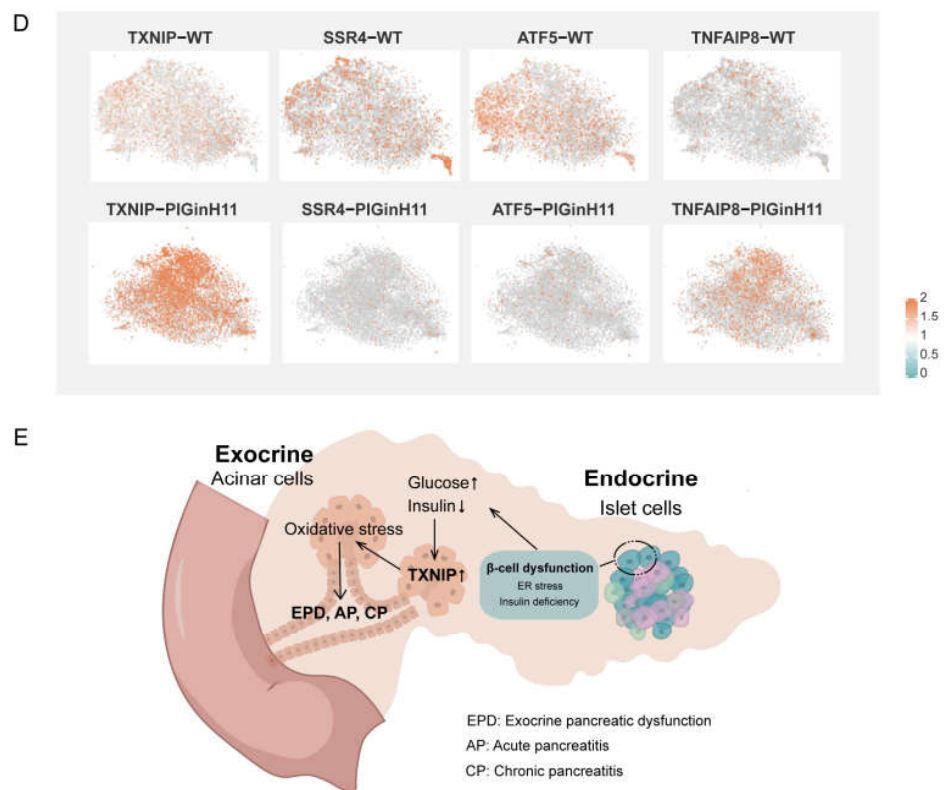 D
TXNIP−WT SSR4−WT ATF5−WT TNFAIP8−WT
TXNIP−PIGinH11 SSR4−PIGinH11 ATF5−PIGinH11 TNFAIP8−PIGinH11
2
1.5
1
0.5
0
E
Exocrine
Acinar cells
Glucose↑
Insulin↓
Endocrine
Islet cells
Oxidative stress
TXNIP↑
β-cell dysfunction
ER stress
Insulin deficiency
EPD, AP, CP
EPD: Exocrine pancreatic dysfunction
AP: Acute pancreatitis
CP: Chronic pancreatitis